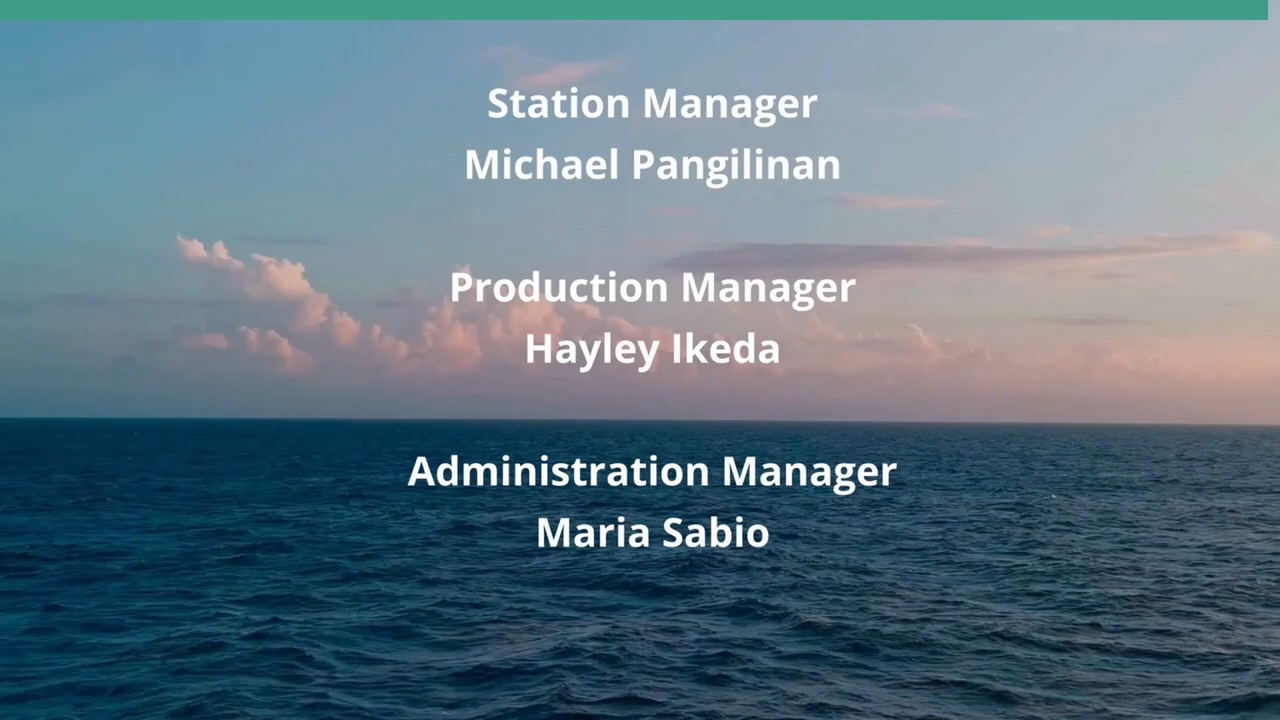 Station Manager
Michael Pangilinan
Production Manager
Hayley Ikeda
Administration Manager
Maria Sabio